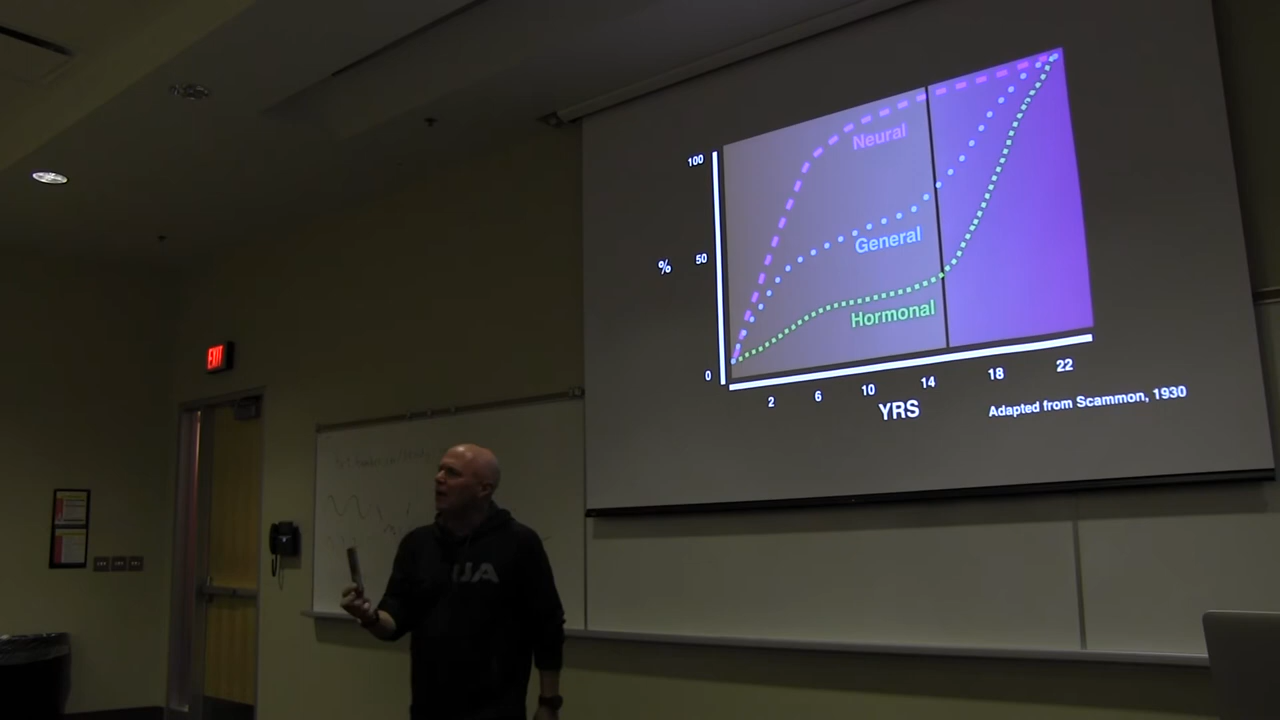 100
Neural
% 50
General
Hormonal
0
2 6 10 14 18 22
YRS
Adapted from Scammon, 1930
EXIT
UA